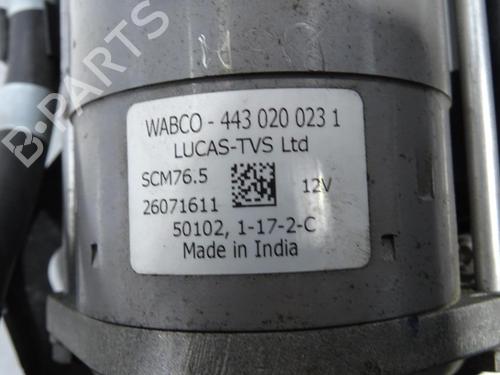 B-PARTS
WABCO - 443 020 023 1
LUCAS-TVS Ltd
SCM76.5
12V
26071611
50102, 1-17-2-C
Made in India